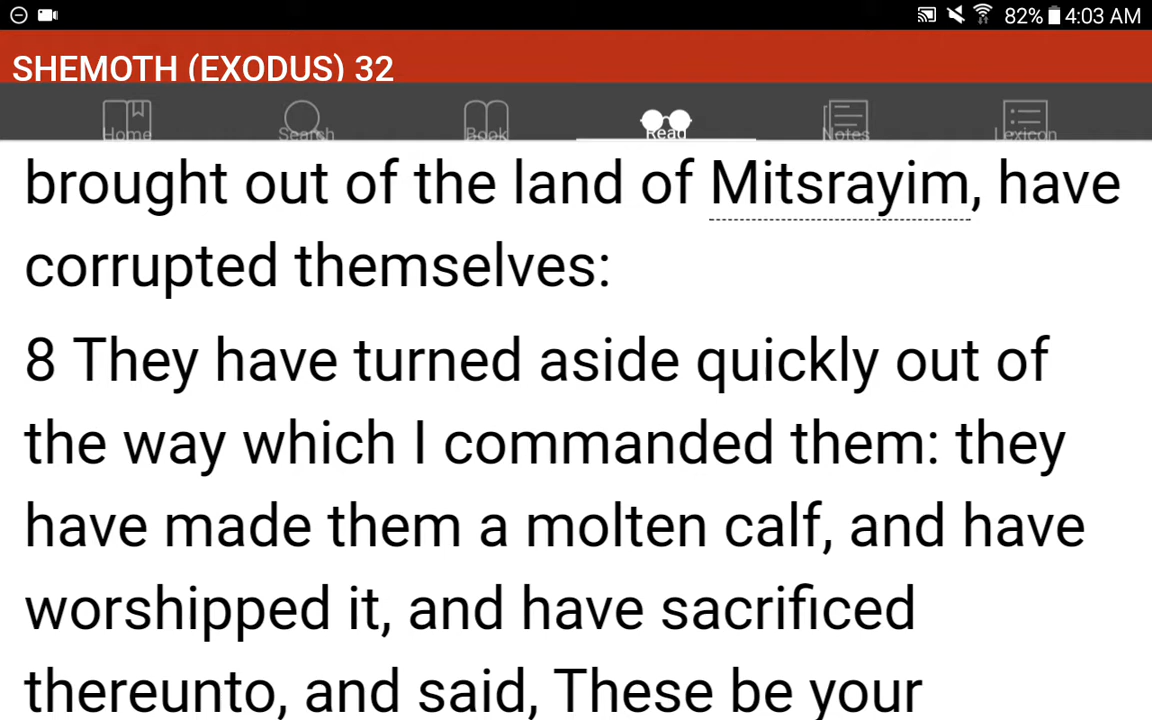 82% 4:03 AM
SHEMOTH (EXODUS) 32
Home Search Book Read Notes Lexicon
brought out of the land of Mitsrayim, have
corrupted themselves:
8 They have turned aside quickly out of
the way which I commanded them: they
have made them a molten calf, and have
worshipped it, and have sacrificed
thereunto, and said, These be your